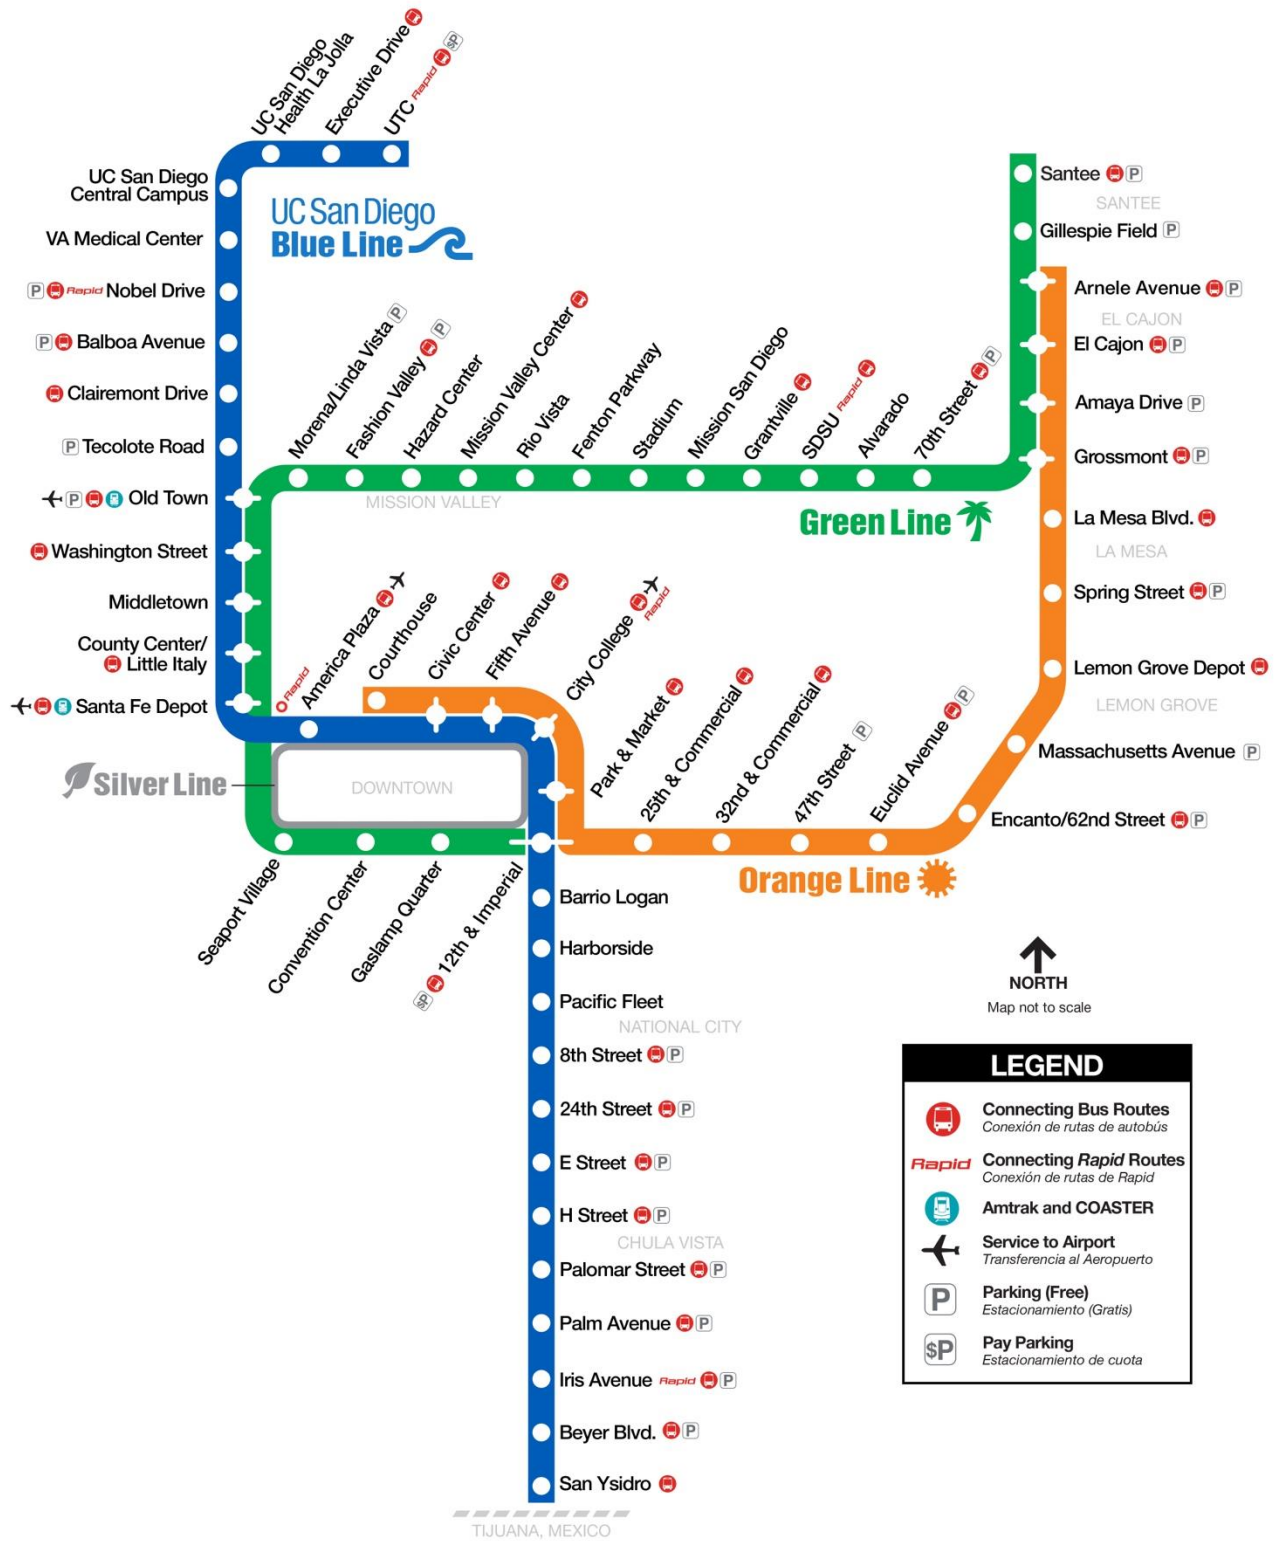 UC San Diego
Health La Jolla
Executive Drive
UTC Rapid $P
UC San Diego
Central Campus
VA Medical Center
P Rapid Nobel Drive
P Balboa Avenue
Clairemont Drive
P Tecolote Road
P Old Town
Washington Street
Middletown
County Center/
Little Italy
Santa Fe Depot
UC San Diego
Blue Line
Morena/Linda Vista P
Fashion Valley P
Hazard Center
Mission Valley Center
Rio Vista
Fenton Parkway
Stadium
Mission San Diego
Grantville
SDSU Rapid
Alvarado
70th Street P
MISSION VALLEY
Green Line
Santee P
SANTEE
Gillespie Field P
Arnele Avenue P
EL CAJON
El Cajon P
Amaya Drive P
Grossmont P
La Mesa Blvd.
LA MESA
Spring Street P
Lemon Grove Depot
LEMON GROVE
Massachusetts Avenue P
Encanto/62nd Street P
Rapid
America Plaza
Courthouse
Civic Center
Fifth Avenue
City College
Rapid
Park & Market
25th & Commercial
32nd & Commercial
47th Street P
Euclid Avenue P
Orange Line
Silver Line
DOWNTOWN
Seaport Village
Convention Center
Gaslamp Quarter
$P 12th & Imperial
Barrio Logan
Harborside
Pacific Fleet
NATIONAL CITY
8th Street P
24th Street P
E Street P
H Street P
CHULA VISTA
Palomar Street P
Palm Avenue P
Iris Avenue Rapid P
Beyer Blvd. P
San Ysidro
TIJUANA, MEXICO
NORTH
Map not to scale
LEGEND
Connecting Bus Routes
Conexión de rutas de autobús
Rapid Connecting Rapid Routes
Conexión de rutas de Rapid
Amtrak and COASTER
Service to Airport
Transferencia al Aeropuerto
P Parking (Free)
Estacionamiento (Gratis)
$P Pay Parking
Estacionamiento de cuota